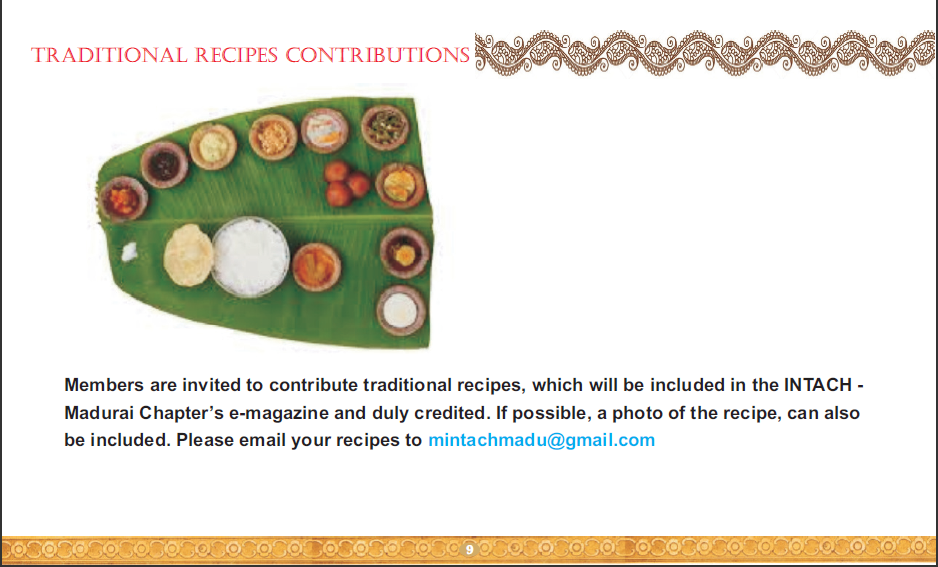 TRADITIONAL RECIPES CONTRIBUTIONS
Members are invited to contribute traditional recipes, which will be included in the INTACH -
Madurai Chapter’s e-magazine and duly credited. If possible, a photo of the recipe, can also
be included. Please email your recipes to mintachmadu@gmail.com
9